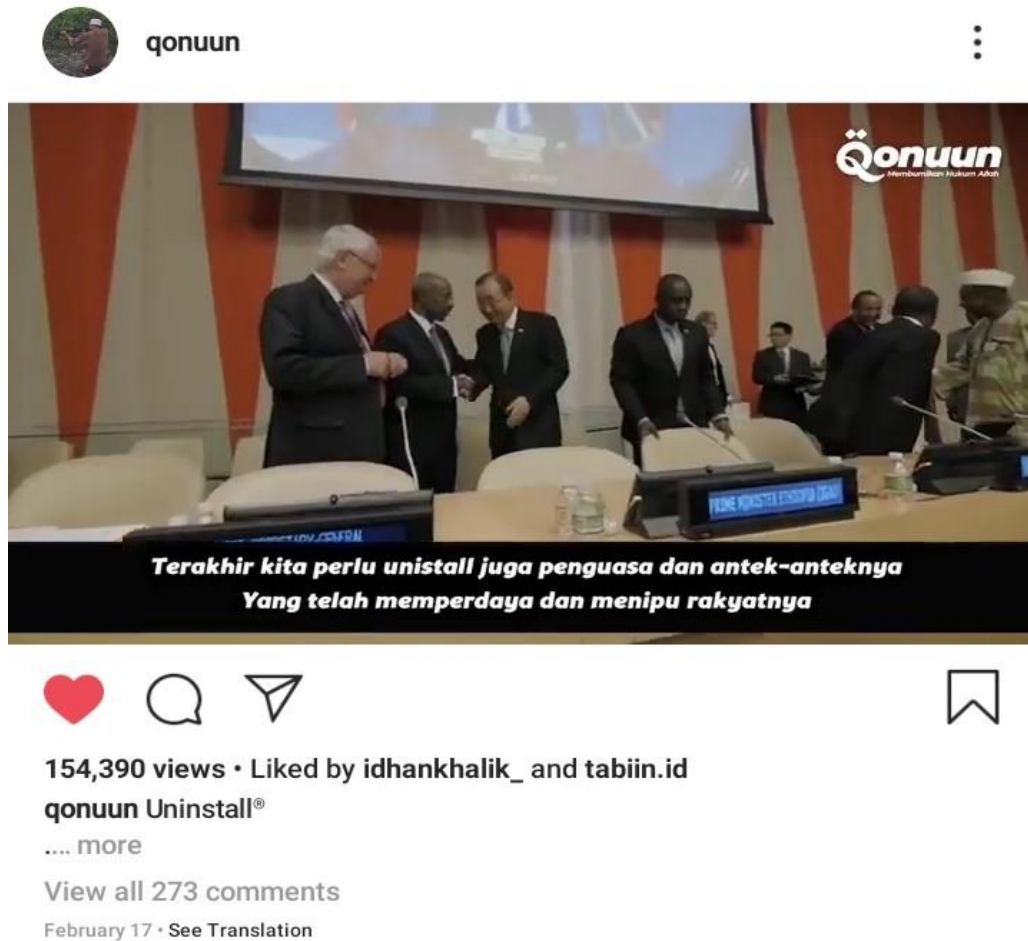 qonuun
Qonuun
Membumikan Hukum Allah
PRIME MINISTER ETHIOPIA
Terakhir kita perlu unistall juga penguasa dan antek-anteknya
Yang telah memperdaya dan menipu rakyatnya
154,390 views • Liked by idhankhalik_ and tabiin.id
qonuun Uninstall®
.... more
View all 273 comments
February 17 • See Translation